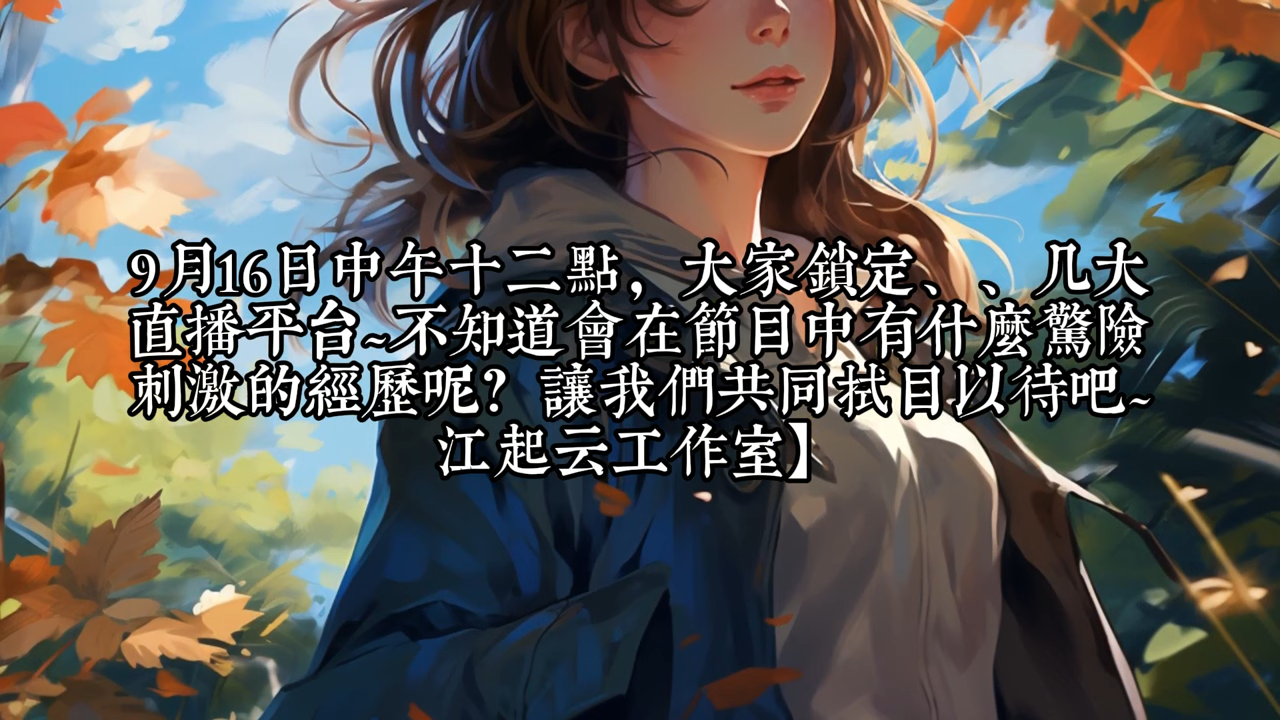 9月16日中午十二點，大家鎖定、、几大
直播平台~不知道會在節目中有什麼驚險
刺激的經歷呢？讓我們共同拭目以待吧~
江起云工作室】